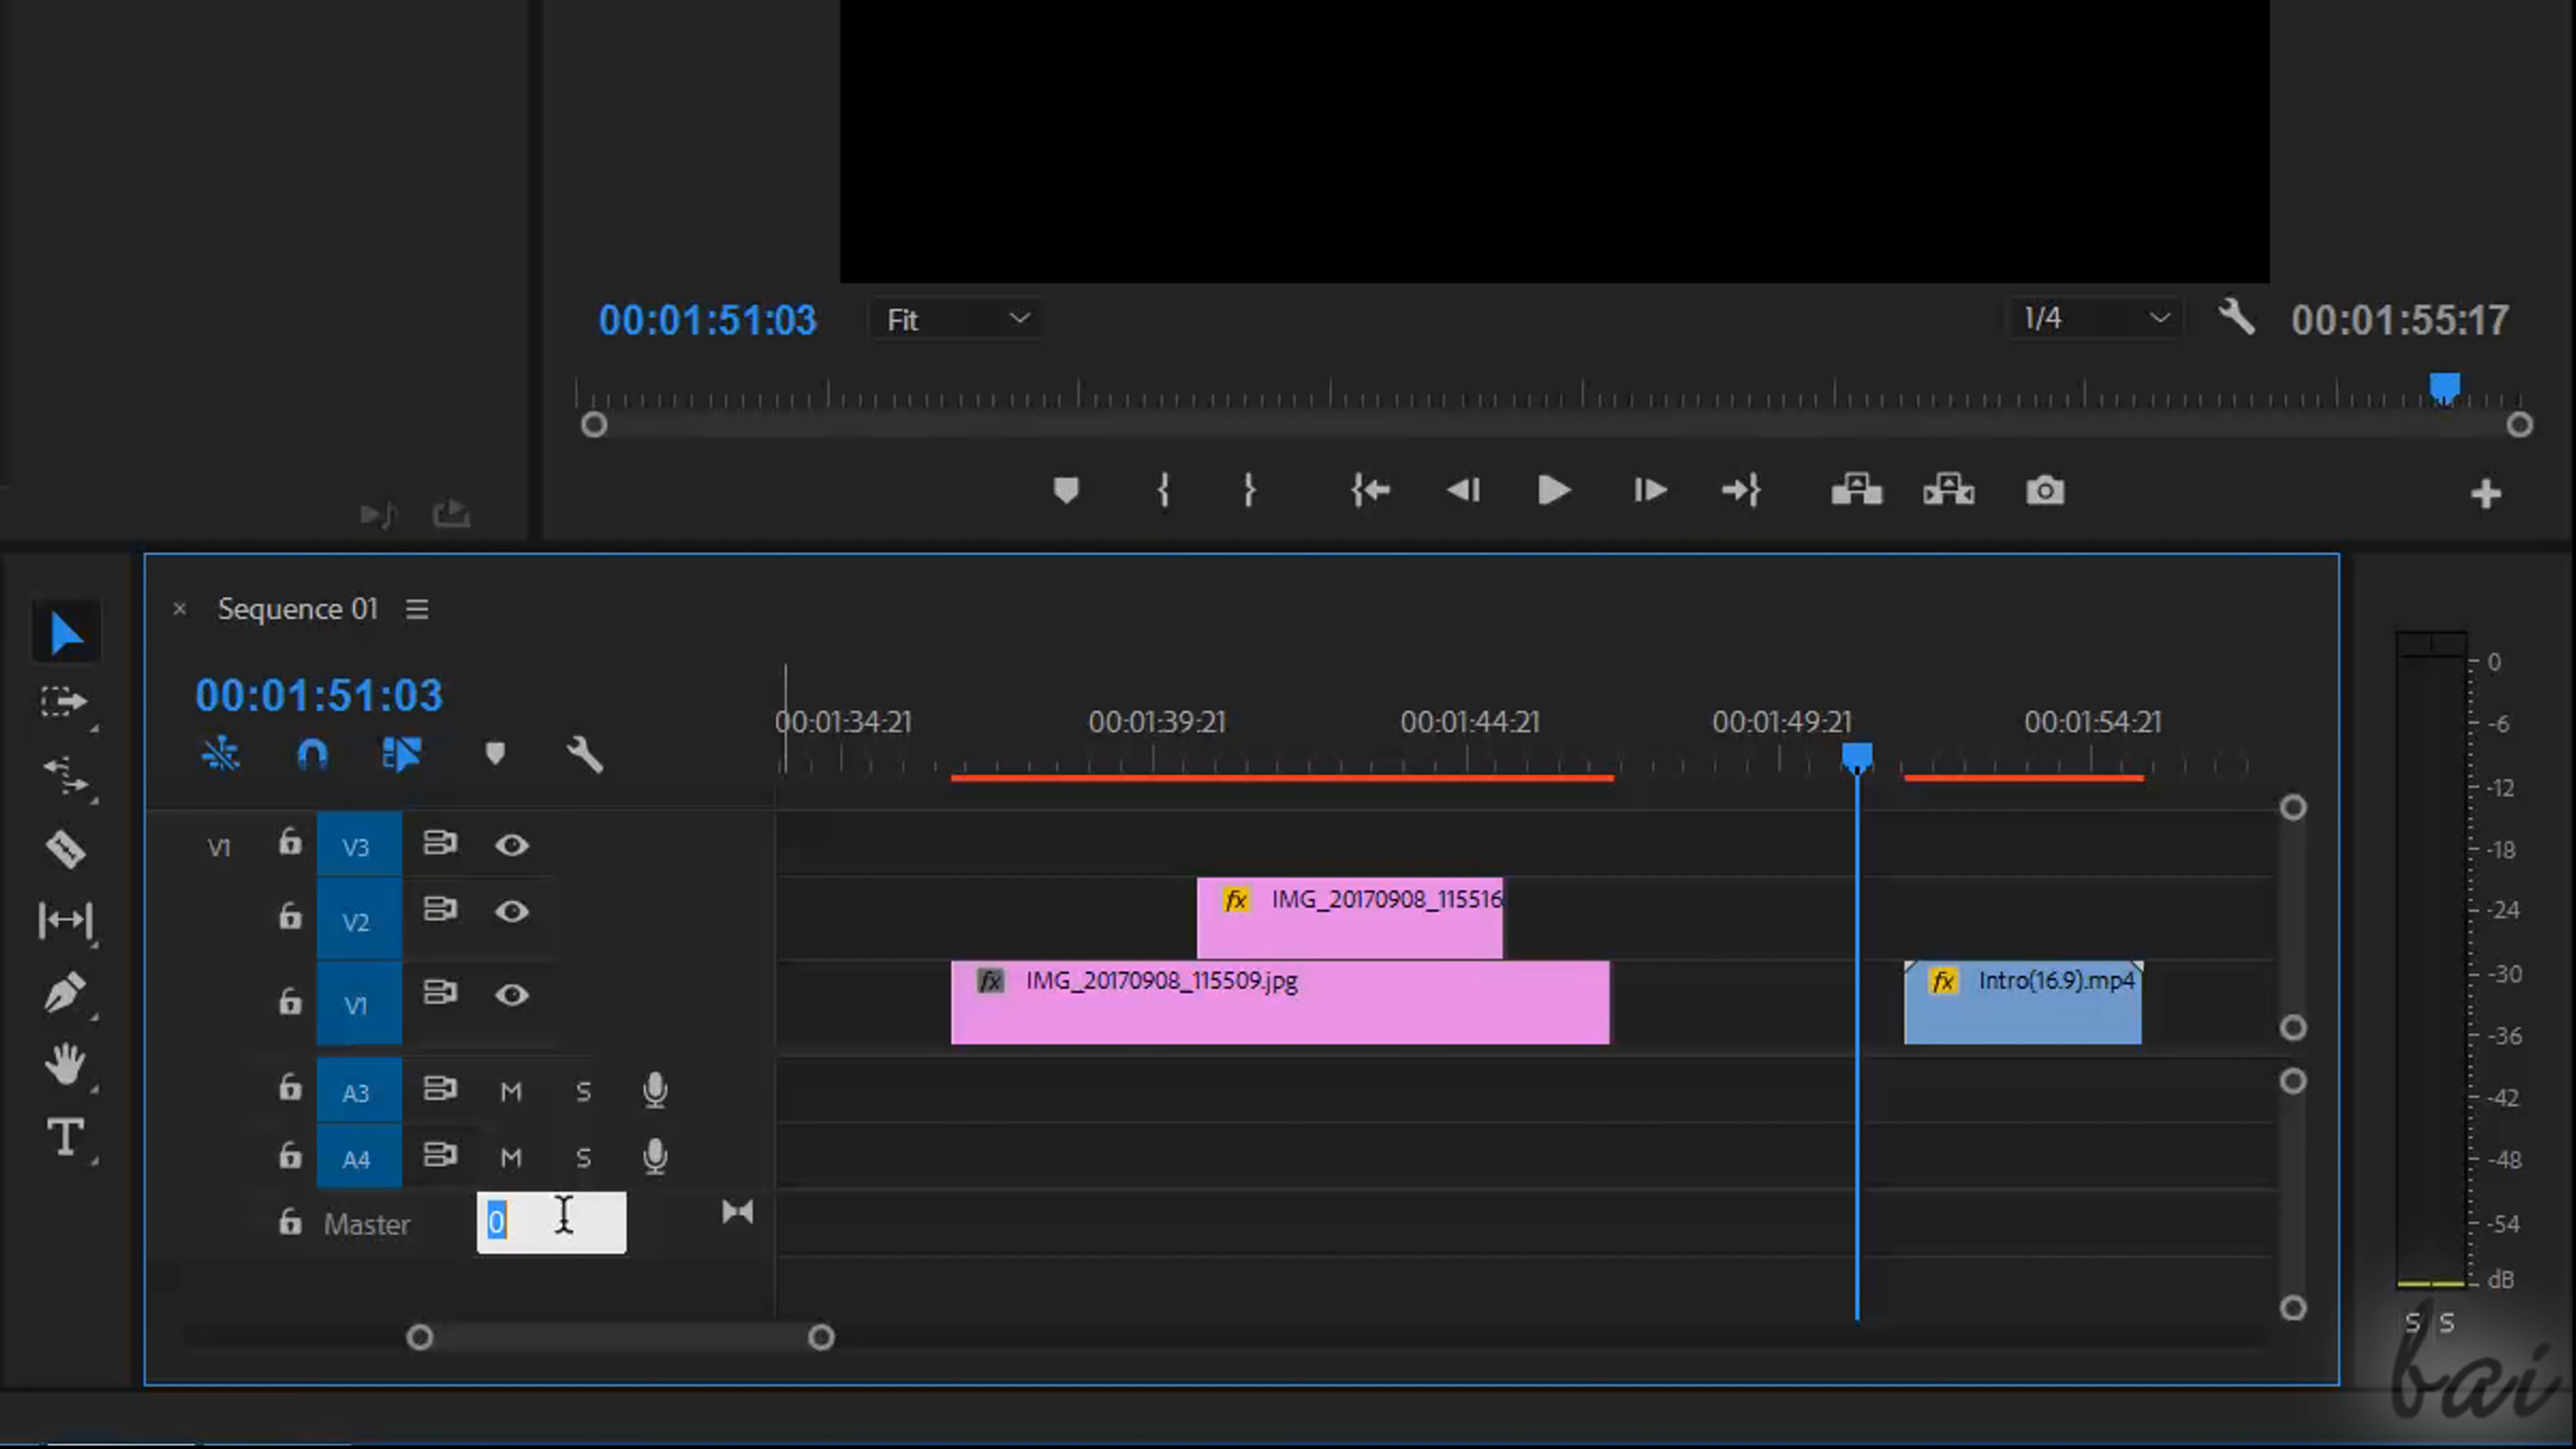 00:01:51:03 Fit 1/4 00:01:55:17
× Sequence 01
00:01:51:03
00:01:34:21 00:01:39:21 00:01:44:21 00:01:49:21 00:01:54:21
V1 V3
V2 fx IMG_20170908_115516
V1 fx IMG_20170908_115509.jpg fx Intro(16.9).mp4
A3 M S
A4 M S
Master 0
0
-6
-12
-18
-24
-30
-36
-42
-48
-54
dB
S S
bai